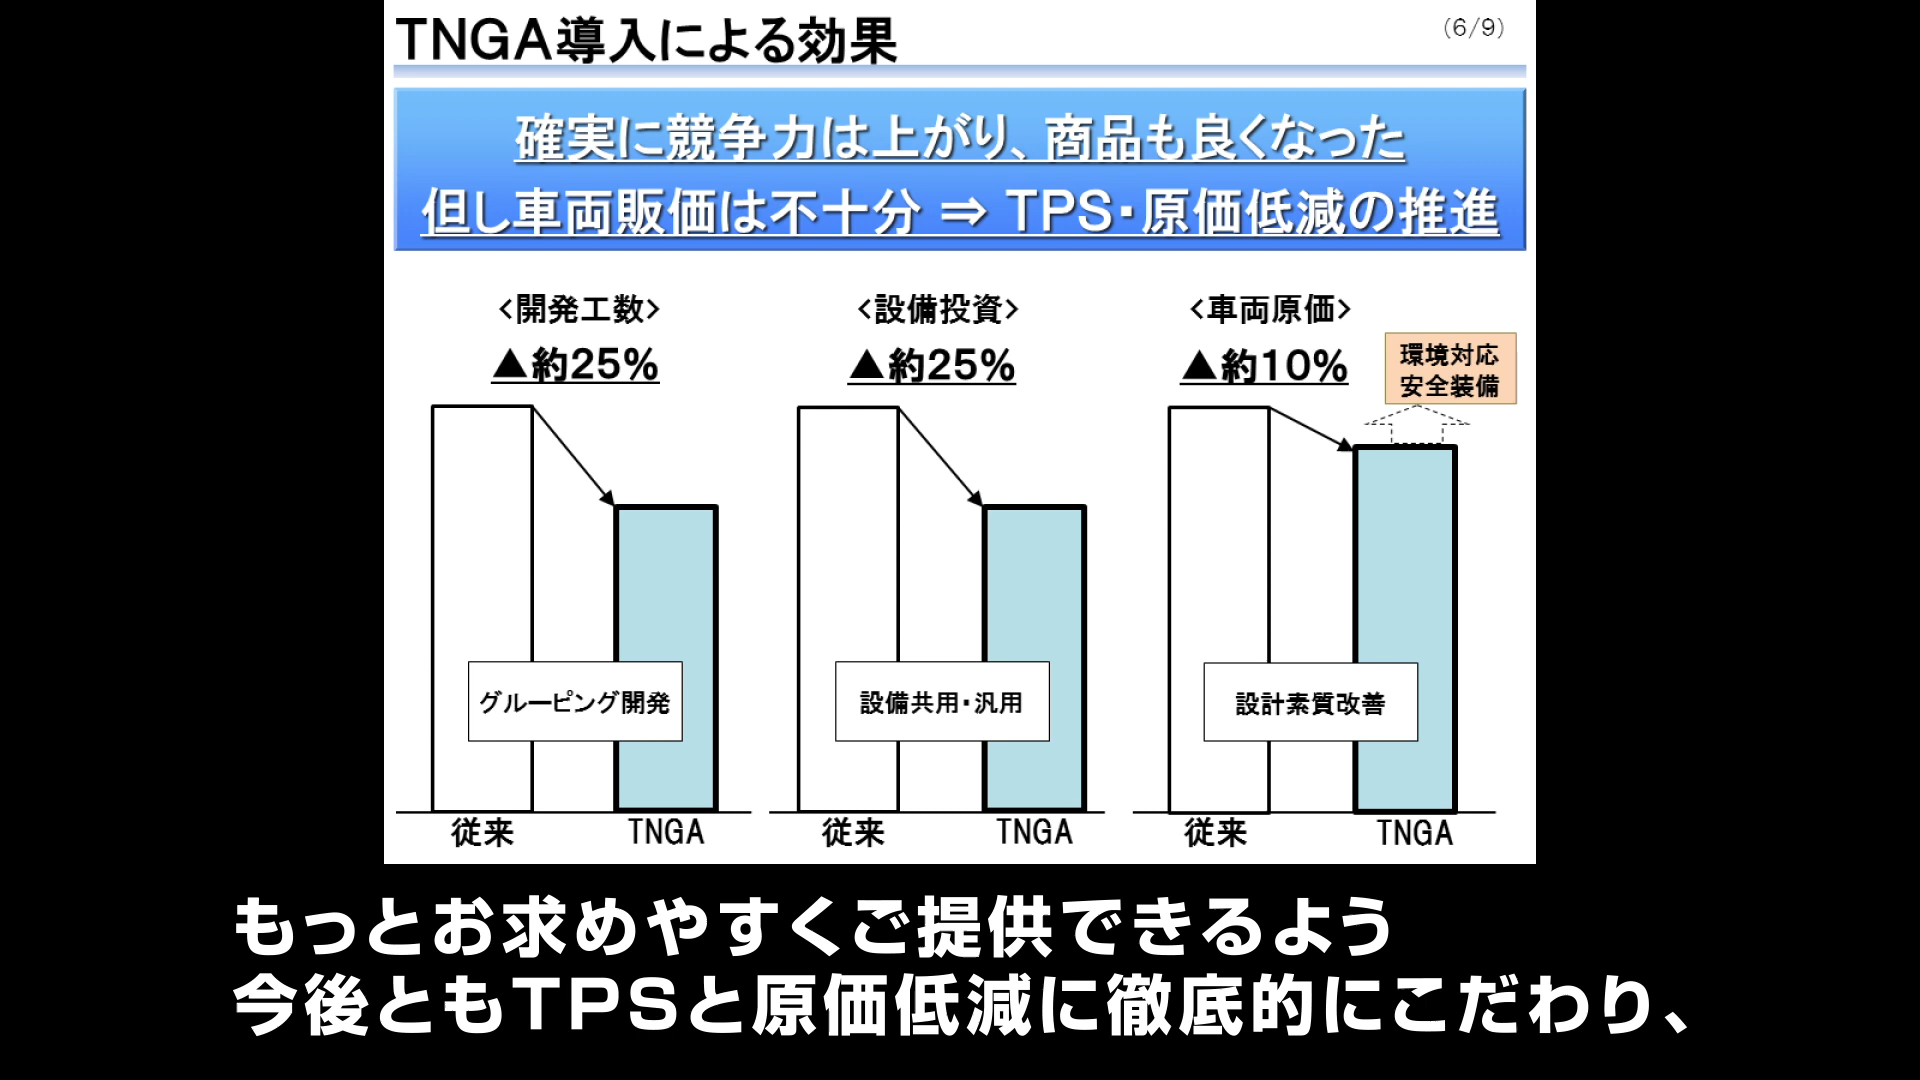 TNGA導入による効果
(6/9)
確実に競争力は上がり、商品も良くなった
但し車両販価は不十分 ⇒ TPS・原価低減の推進
<開発工数>
▲約25%
<設備投資>
▲約25%
<車両原価>
▲約10%
環境対応
安全装備
グルーピング開発
設備共用・汎用
設計素質改善
従来
TNGA
従来
TNGA
従来
TNGA
もっとお求めやすくご提供できるよう
今後ともTPSと原価低減に徹底的にこだわり、